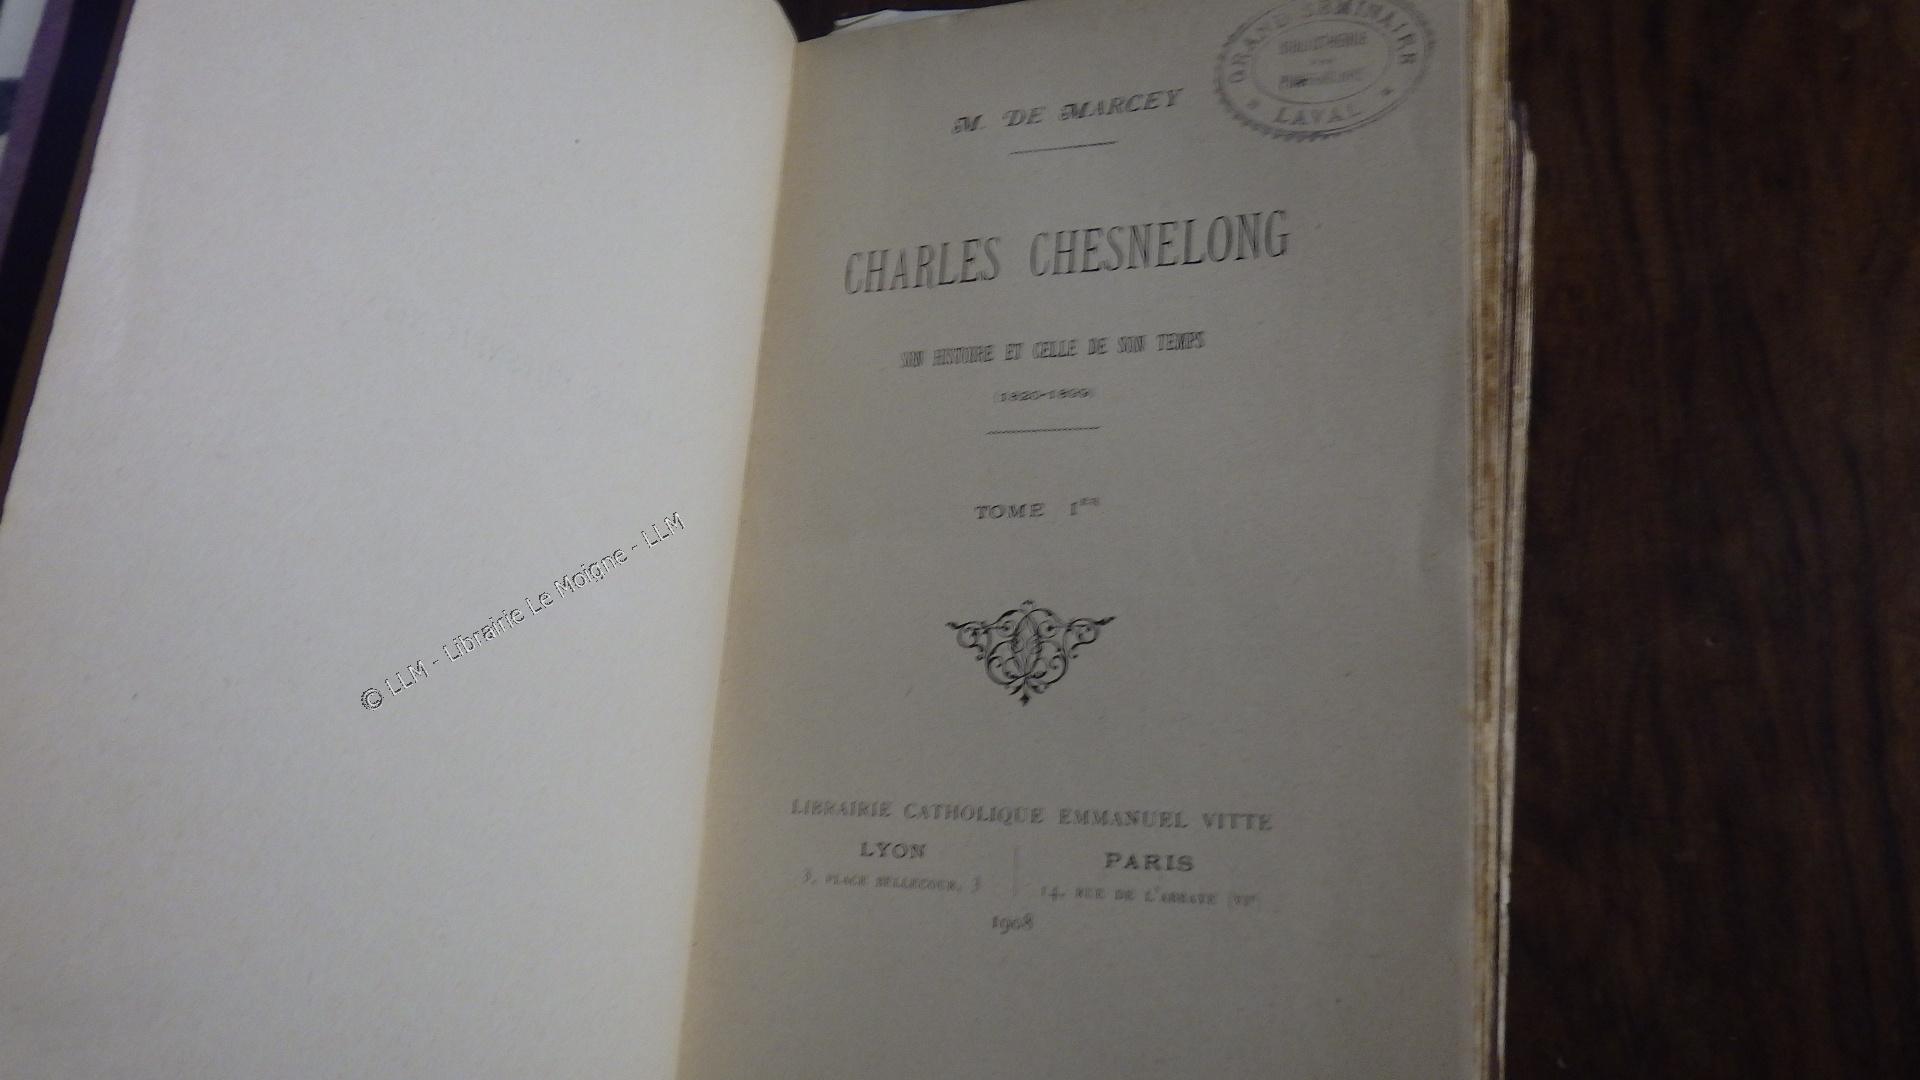 M. DE MARCEY
CHARLES CHESNELONG
SON HISTOIRE ET CELLE DE SON TEMPS
(1820-1899)
TOME Ier
LIBRAIRIE CATHOLIQUE EMMANUEL VITTE
LYON
3, PLACE BELLECOUR, 3
PARIS
14, RUE DE L'ABBAYE (VIe)
1908
GRAND SÉMINAIRE
BIBLIOTHÈQUE
LAVAL
© LLM - Librairie Le Moigne - LLM